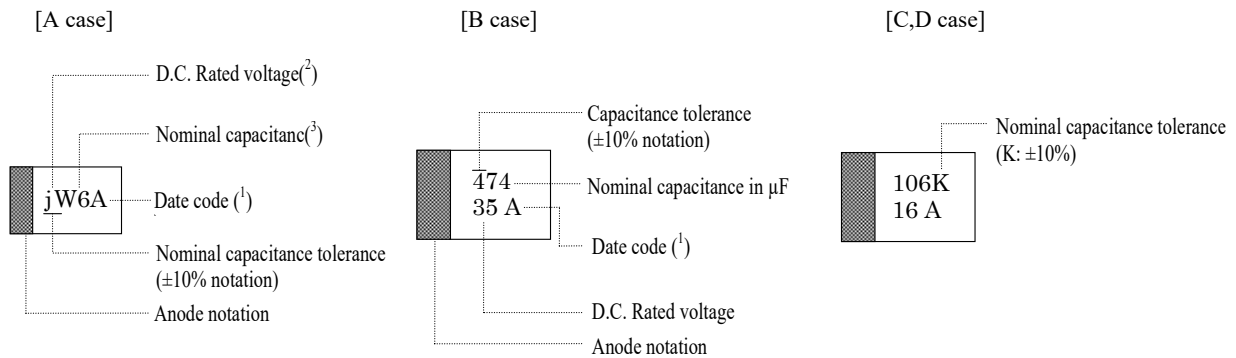 [A case]
D.C. Rated voltage(²)
Nominal capacitanc(³)
jW6A
Date code (¹)
Nominal capacitance tolerance
(±10% notation)
Anode notation
[B case]
Capacitance tolerance
(±10% notation)
474
35 A
Nominal capacitance in µF
Date code (¹)
D.C. Rated voltage
Anode notation
[C,D case]
Nominal capacitance tolerance
(K: ±10%)
106K
16 A